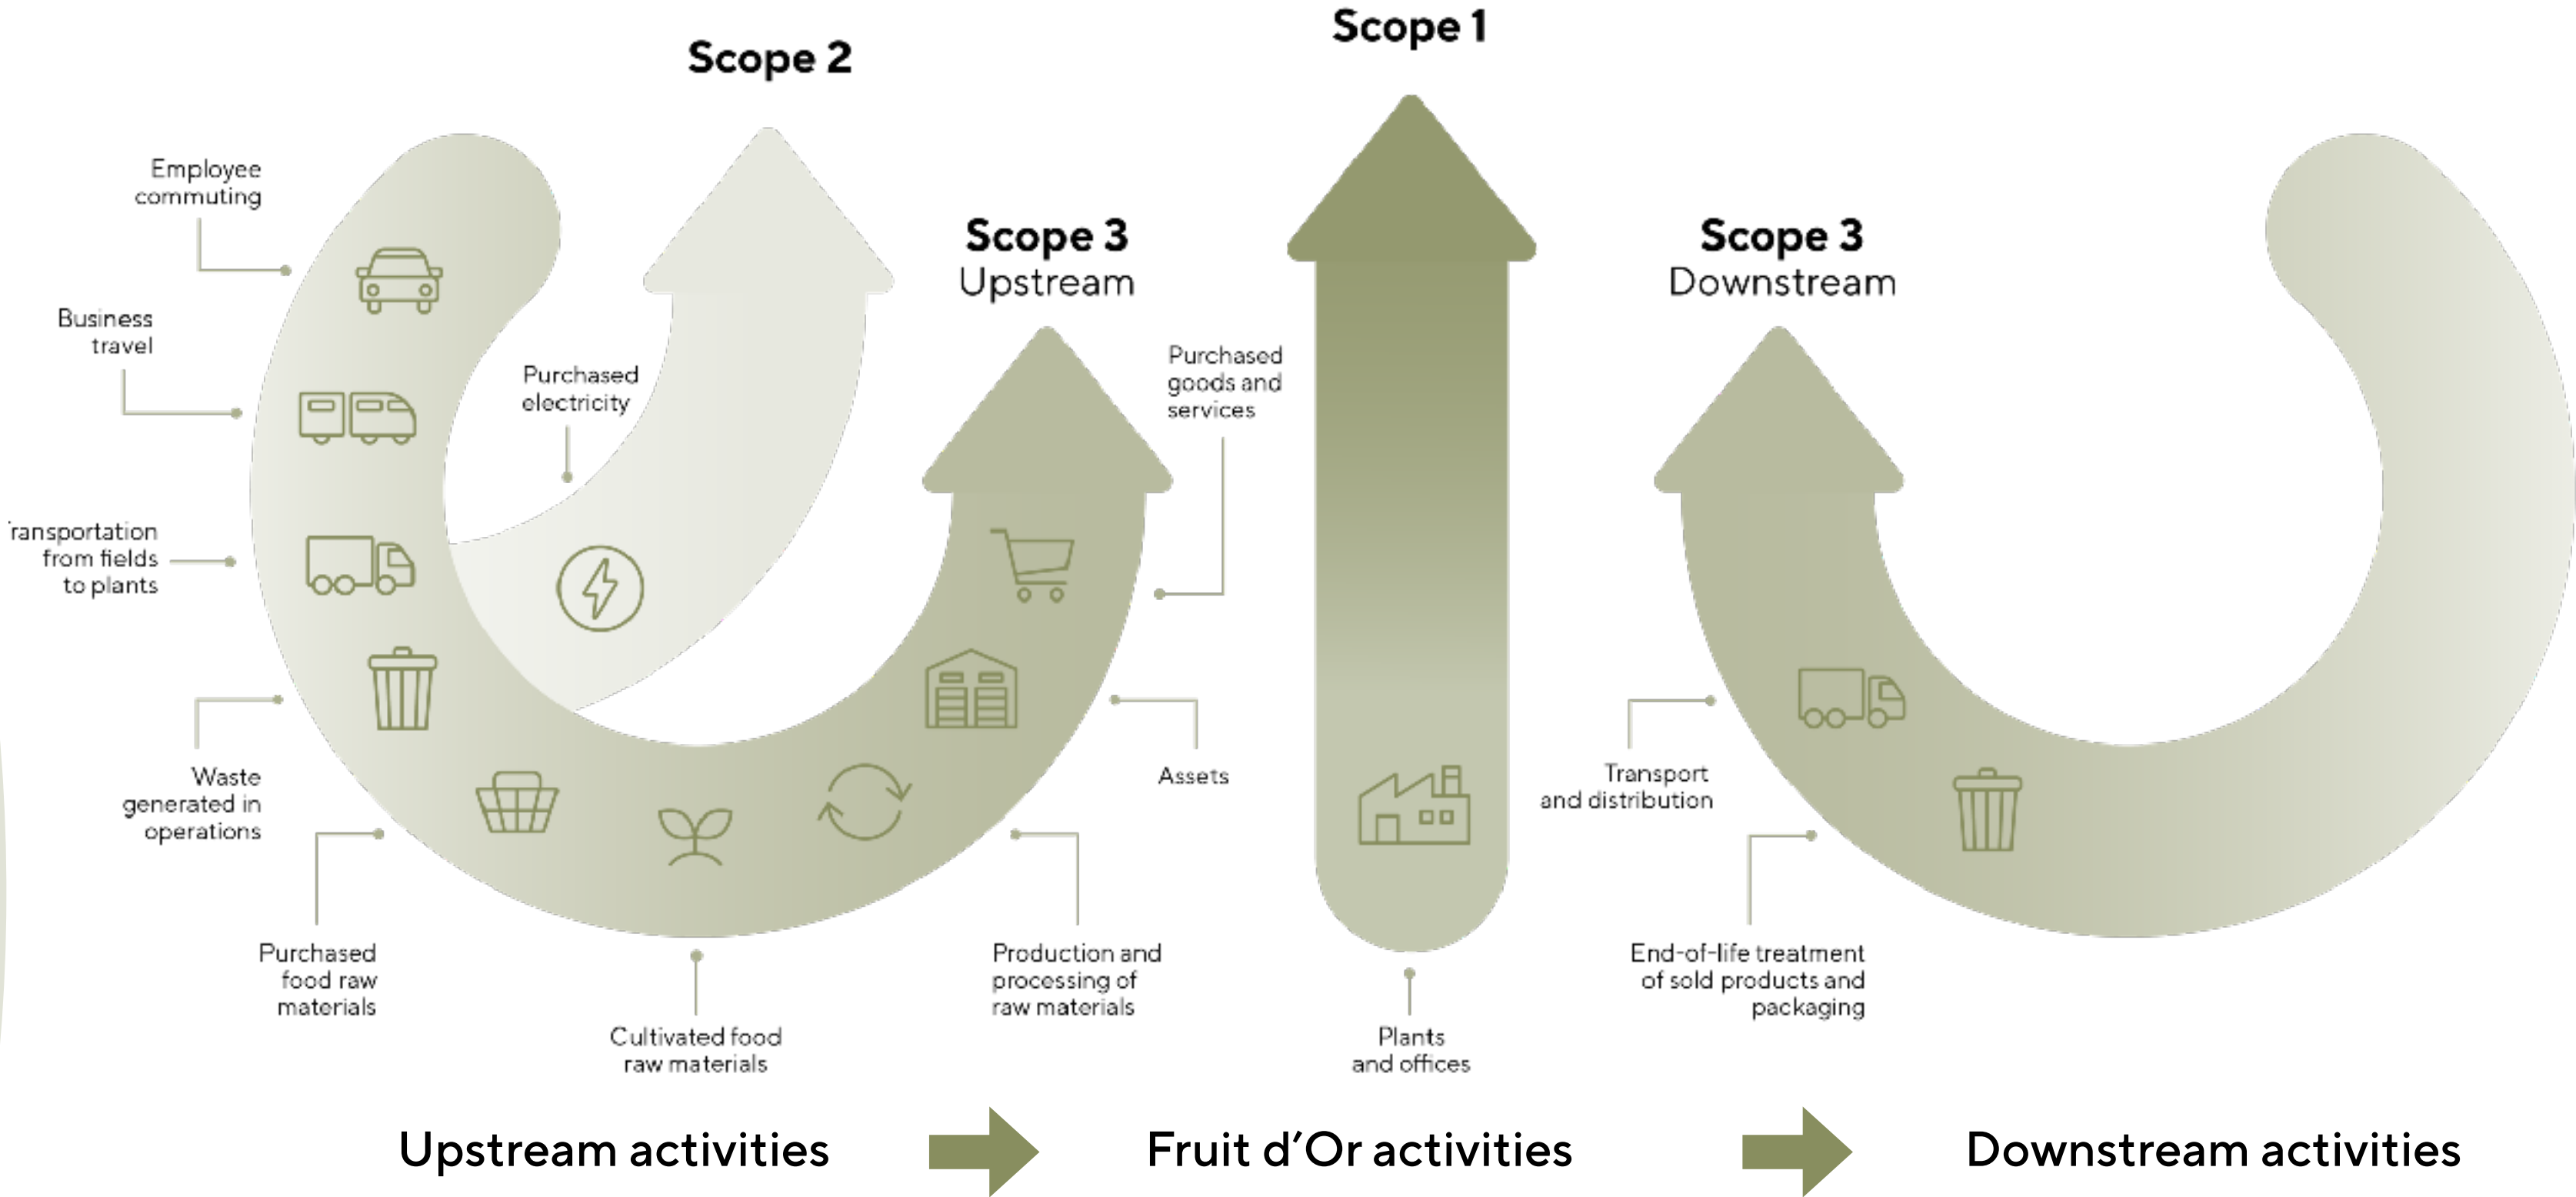 Scope 1
Scope 2
Employee
commuting
Business
travel
Purchased
electricity
ransportation
from fields
to plants
Waste
generated in
operations
Purchased
food raw
materials
Cultivated food
raw materials
Production and
processing of
raw materials
Assets
Purchased
goods and
services
Scope 3
Upstream
Plants
and offices
Scope 3
Downstream
Transport
and distribution
End-of-life treatment
of sold products and
packaging
Upstream activities
Fruit d’Or activities
Downstream activities